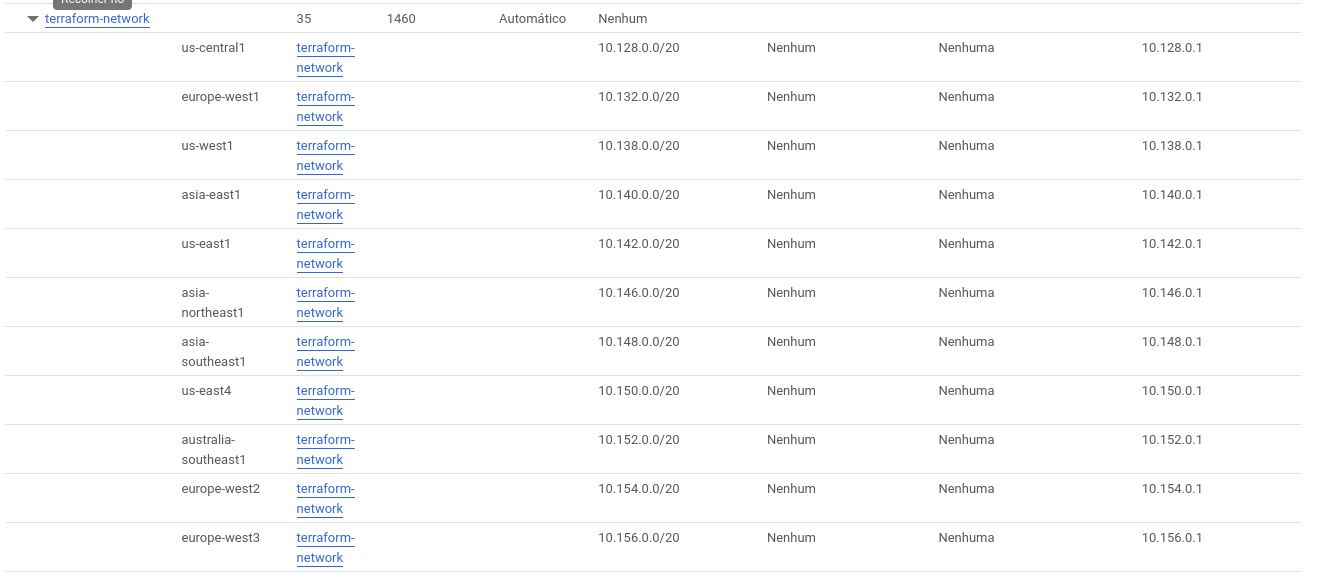 Recolher nó
terraform-network 35 1460 Automático Nenhum
us-central1 terraform- 10.128.0.0/20 Nenhum Nenhuma 10.128.0.1
network
europe-west1 terraform- 10.132.0.0/20 Nenhum Nenhuma 10.132.0.1
network
us-west1 terraform- 10.138.0.0/20 Nenhum Nenhuma 10.138.0.1
network
asia-east1 terraform- 10.140.0.0/20 Nenhum Nenhuma 10.140.0.1
network
us-east1 terraform- 10.142.0.0/20 Nenhum Nenhuma 10.142.0.1
network
asia- terraform- 10.146.0.0/20 Nenhum Nenhuma 10.146.0.1
northeast1 network
asia- terraform- 10.148.0.0/20 Nenhum Nenhuma 10.148.0.1
southeast1 network
us-east4 terraform- 10.150.0.0/20 Nenhum Nenhuma 10.150.0.1
network
australia- terraform- 10.152.0.0/20 Nenhum Nenhuma 10.152.0.1
southeast1 network
europe-west2 terraform- 10.154.0.0/20 Nenhum Nenhuma 10.154.0.1
network
europe-west3 terraform- 10.156.0.0/20 Nenhum Nenhuma 10.156.0.1
network